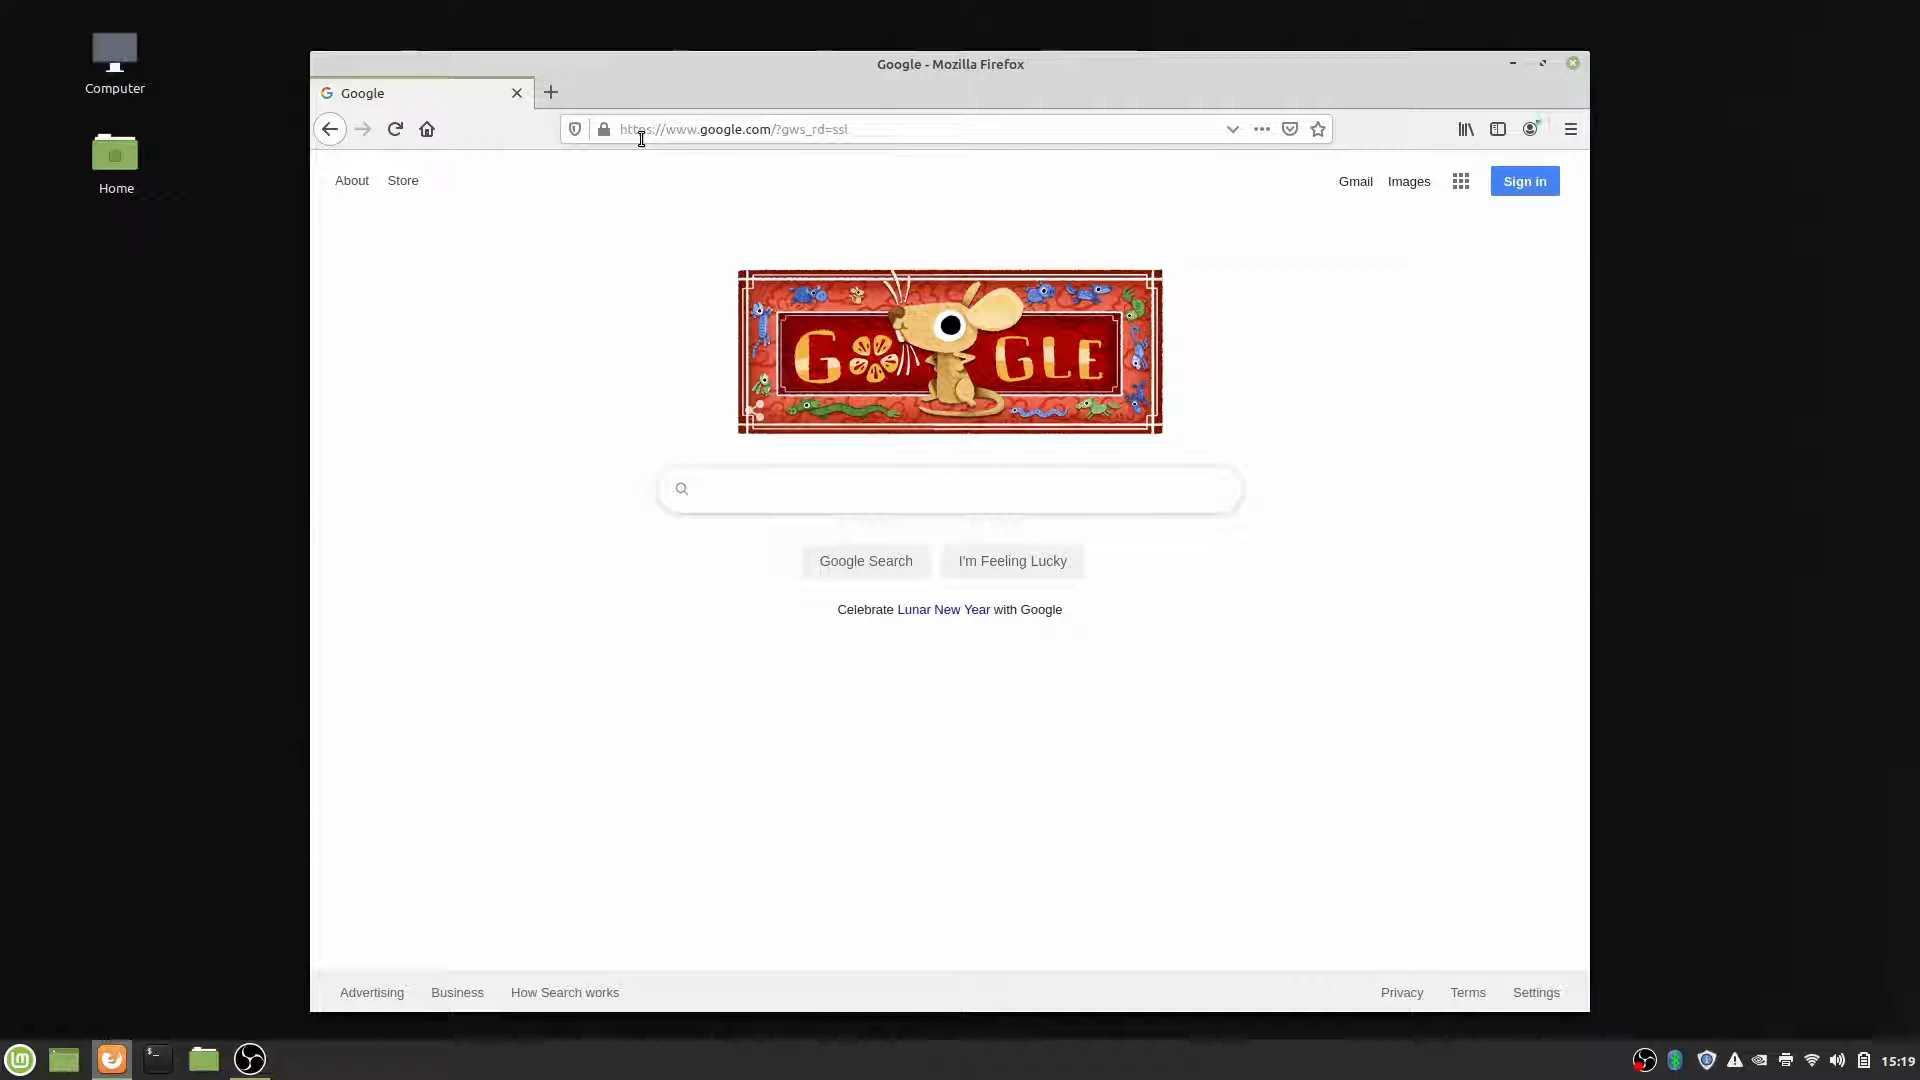 Computer
Home
Google - Mozilla Firefox
Google
https://www.google.com/?gws_rd=ssl
About Store
Gmail Images Sign in
G GLE
Google Search I'm Feeling Lucky
Celebrate Lunar New Year with Google
Advertising Business How Search works
Privacy Terms Settings
15:19